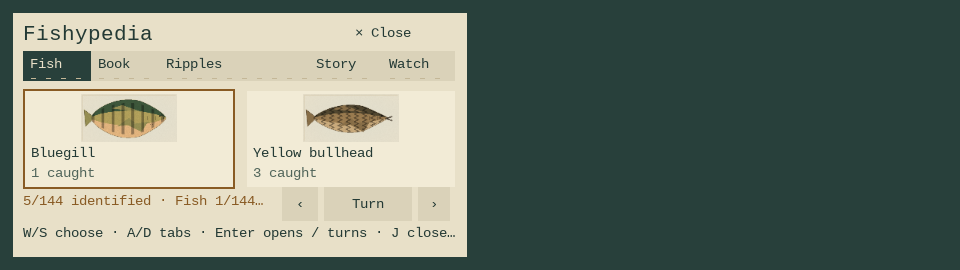 Fishypedia
× Close
Fish Book Ripples Story Watch
Bluegill
1 caught
Yellow bullhead
3 caught
5/144 identified · Fish 1/144…
‹ Turn ›
W/S choose · A/D tabs · Enter opens / turns · J close…